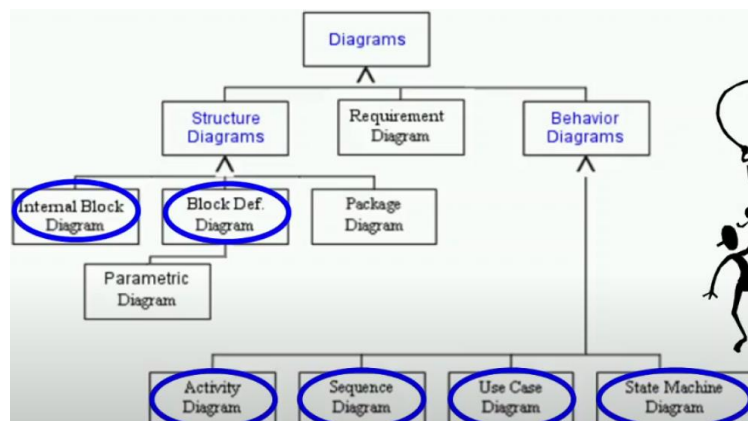 Diagrams
Structure
Diagrams
Requirement
Diagram
Behavior
Diagrams
Internal Block
Diagram
Block Def.
Diagram
Package
Diagram
Parametric
Diagram
Activity
Diagram
Sequence
Diagram
Use Case
Diagram
State Machine
Diagram